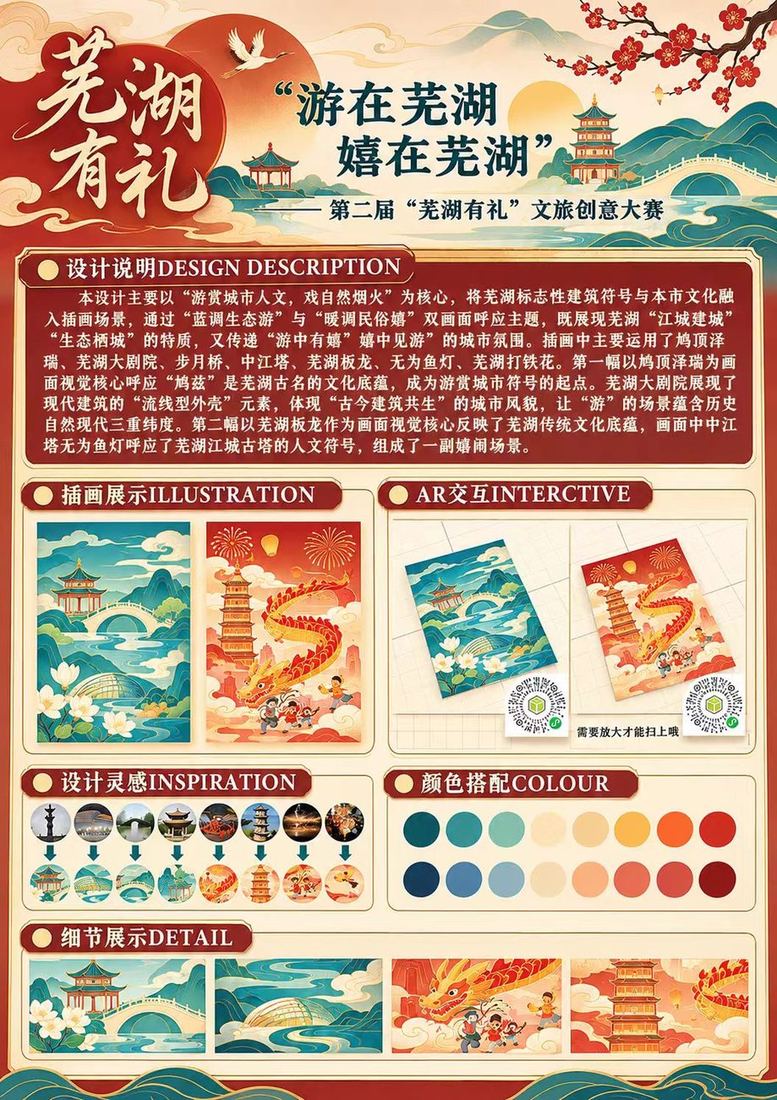 芜湖
有礼
“游在芜湖
嬉在芜湖”
—— 第二届“芜湖有礼”文旅创意大赛
设计说明DESIGN DESCRIPTION
本设计主要以“游赏城市人文，戏自然烟火”为核心，将芜湖标志性建筑符号与本市文化融
入插画场景，通过“蓝调生态游”与“暖调民俗嬉”双画面呼应主题，既展现芜湖“江城建城”
“生态栖城”的特质，又传递“游中有嬉”嬉中见游”的城市氛围。插画中主要运用了鸠顶泽
瑞、芜湖大剧院、步月桥、中江塔、芜湖板龙、无为鱼灯、芜湖打铁花。第一幅以鸠顶泽瑞为画
面视觉核心呼应“鸠兹”是芜湖古名的文化底蕴，成为游赏城市符号的起点。芜湖大剧院展现了
现代建筑的“流线型外壳”元素，体现“古今建筑共生”的城市风貌，让“游”的场景蕴含历史
自然现代三重纬度。第二幅以芜湖板龙作为画面视觉核心反映了芜湖传统文化底蕴，画面中中江
塔无为鱼灯呼应了芜湖江城古塔的人文符号，组成了一副嬉闹场景。
插画展示ILLUSTRATION
AR交互INTERCTIVE
需要放大才能扫上哦
设计灵感INSPIRATION
颜色搭配COLOUR
细节展示DETAIL